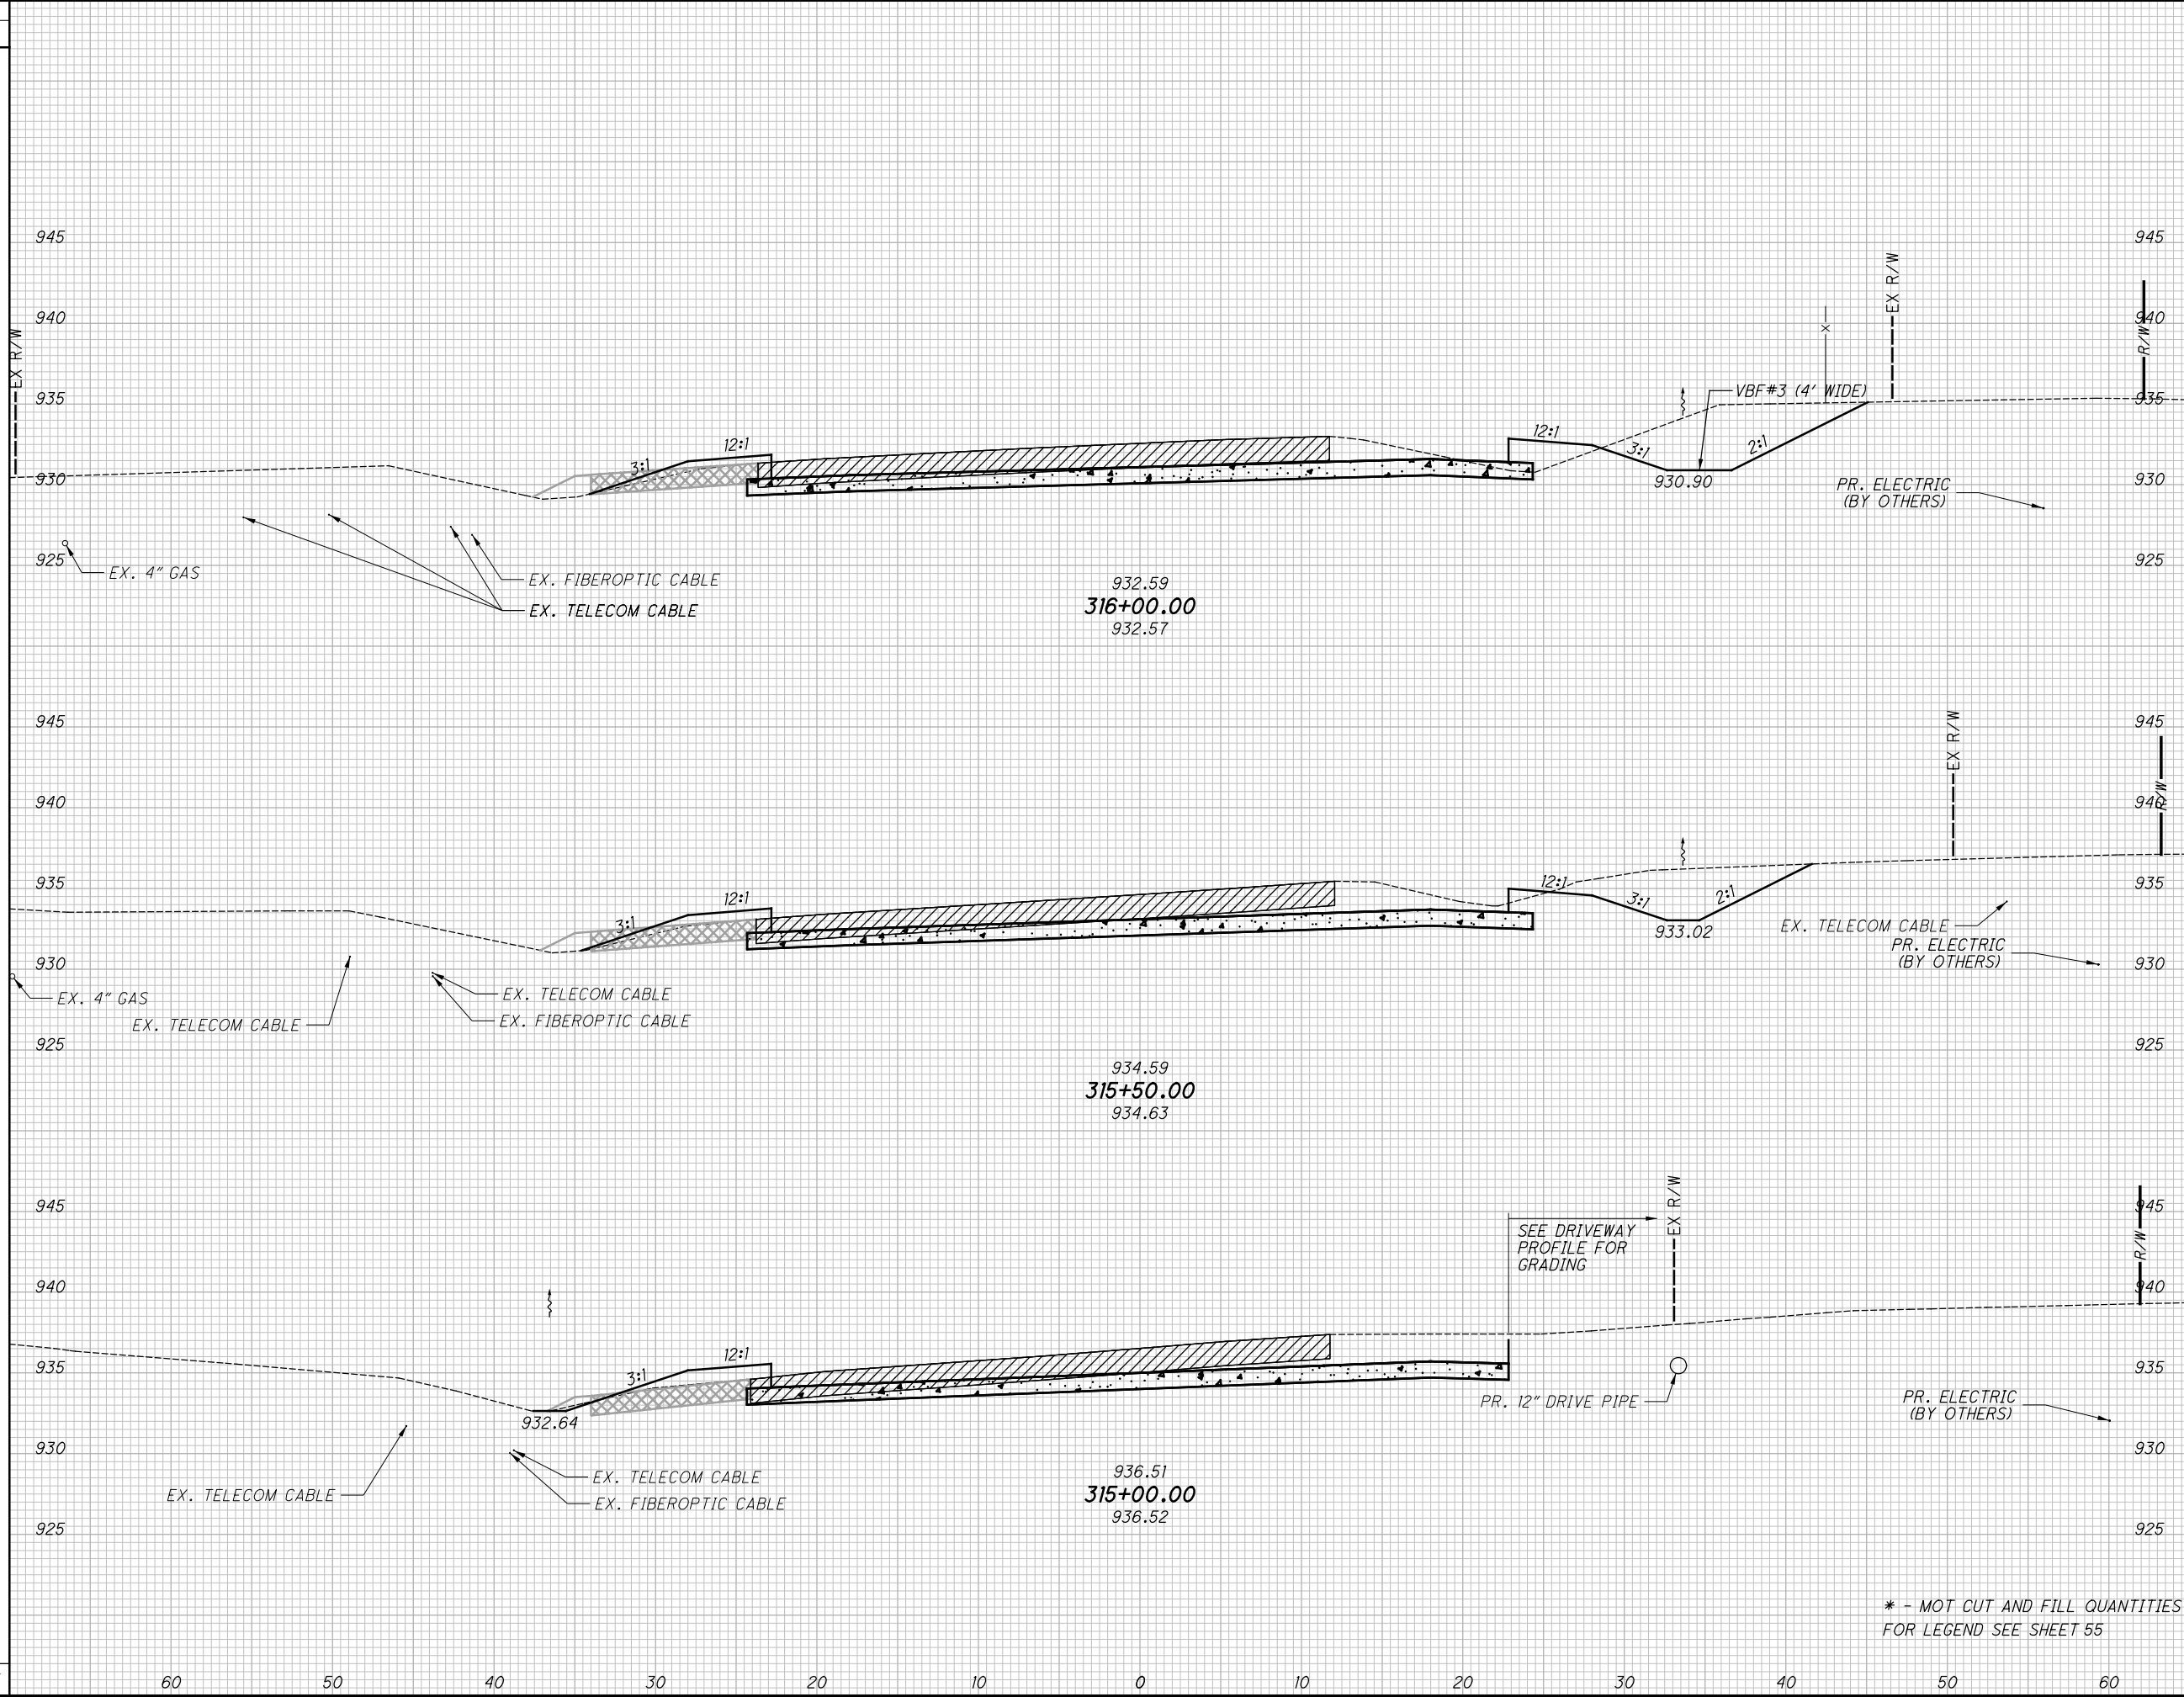 945
945
EX R/W
940
940
EX R/W
R/W
X
935
935
VBF#3 (4' WIDE)
12:1
3:1
12:1
3:1
2:1
930
930
930.90
PR. ELECTRIC
(BY OTHERS)
925
925
EX. 4" GAS
EX. FIBEROPTIC CABLE
EX. TELECOM CABLE
932.59
316+00.00
932.57
945
945
EX R/W
940
940
R/W
935
935
12:1
3:1
12:1
3:1
2:1
933.02
EX. TELECOM CABLE
PR. ELECTRIC
(BY OTHERS)
930
930
EX. 4" GAS
EX. TELECOM CABLE
EX. TELECOM CABLE
EX. FIBEROPTIC CABLE
925
925
934.59
315+50.00
934.63
945
945
EX R/W
SEE DRIVEWAY
PROFILE FOR
GRADING
R/W
940
940
935
935
12:1
3:1
932.64
PR. 12" DRIVE PIPE
PR. ELECTRIC
(BY OTHERS)
930
930
EX. TELECOM CABLE
EX. TELECOM CABLE
EX. FIBEROPTIC CABLE
936.51
315+00.00
936.52
925
925
* - MOT CUT AND FILL QUANTITIES
FOR LEGEND SEE SHEET 55
60 50 40 30 20 10 0 10 20 30 40 50 60